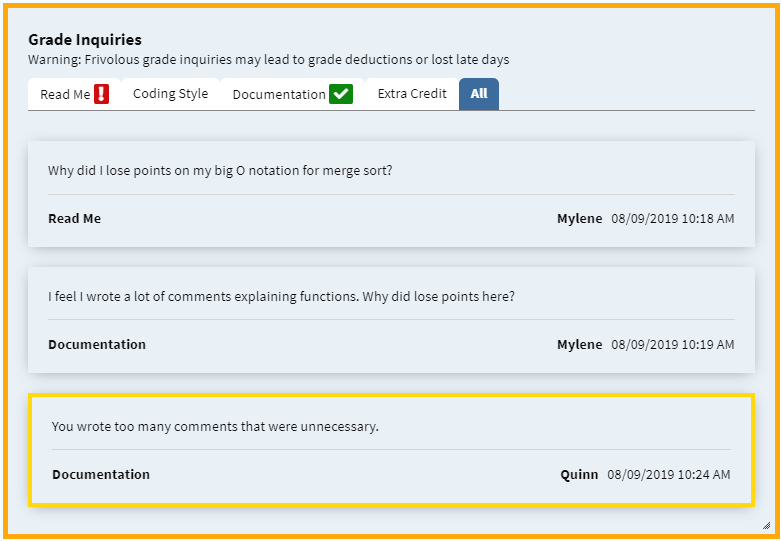 Grade Inquiries
Warning: Frivolous grade inquiries may lead to grade deductions or lost late days
Read Me Coding Style Documentation Extra Credit All
Why did I lose points on my big O notation for merge sort?
Read Me Mylene 08/09/2019 10:18 AM
I feel I wrote a lot of comments explaining functions. Why did lose points here?
Documentation Mylene 08/09/2019 10:19 AM
You wrote too many comments that were unnecessary.
Documentation Quinn 08/09/2019 10:24 AM